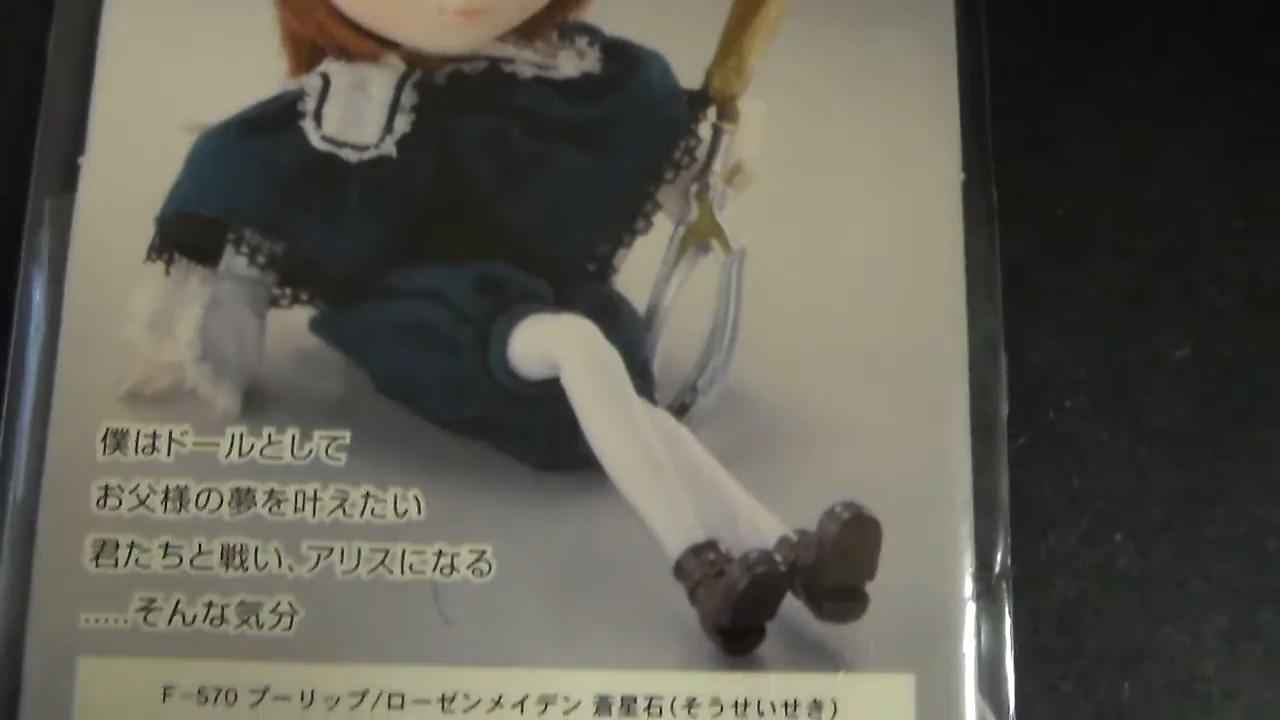 僕はドールとして
お父様の夢を叶えたい
君たちと戦い、アリスになる
.....そんな気分
F-570 プーリップ/ローゼンメイデン 蒼星石(そうせいせき)